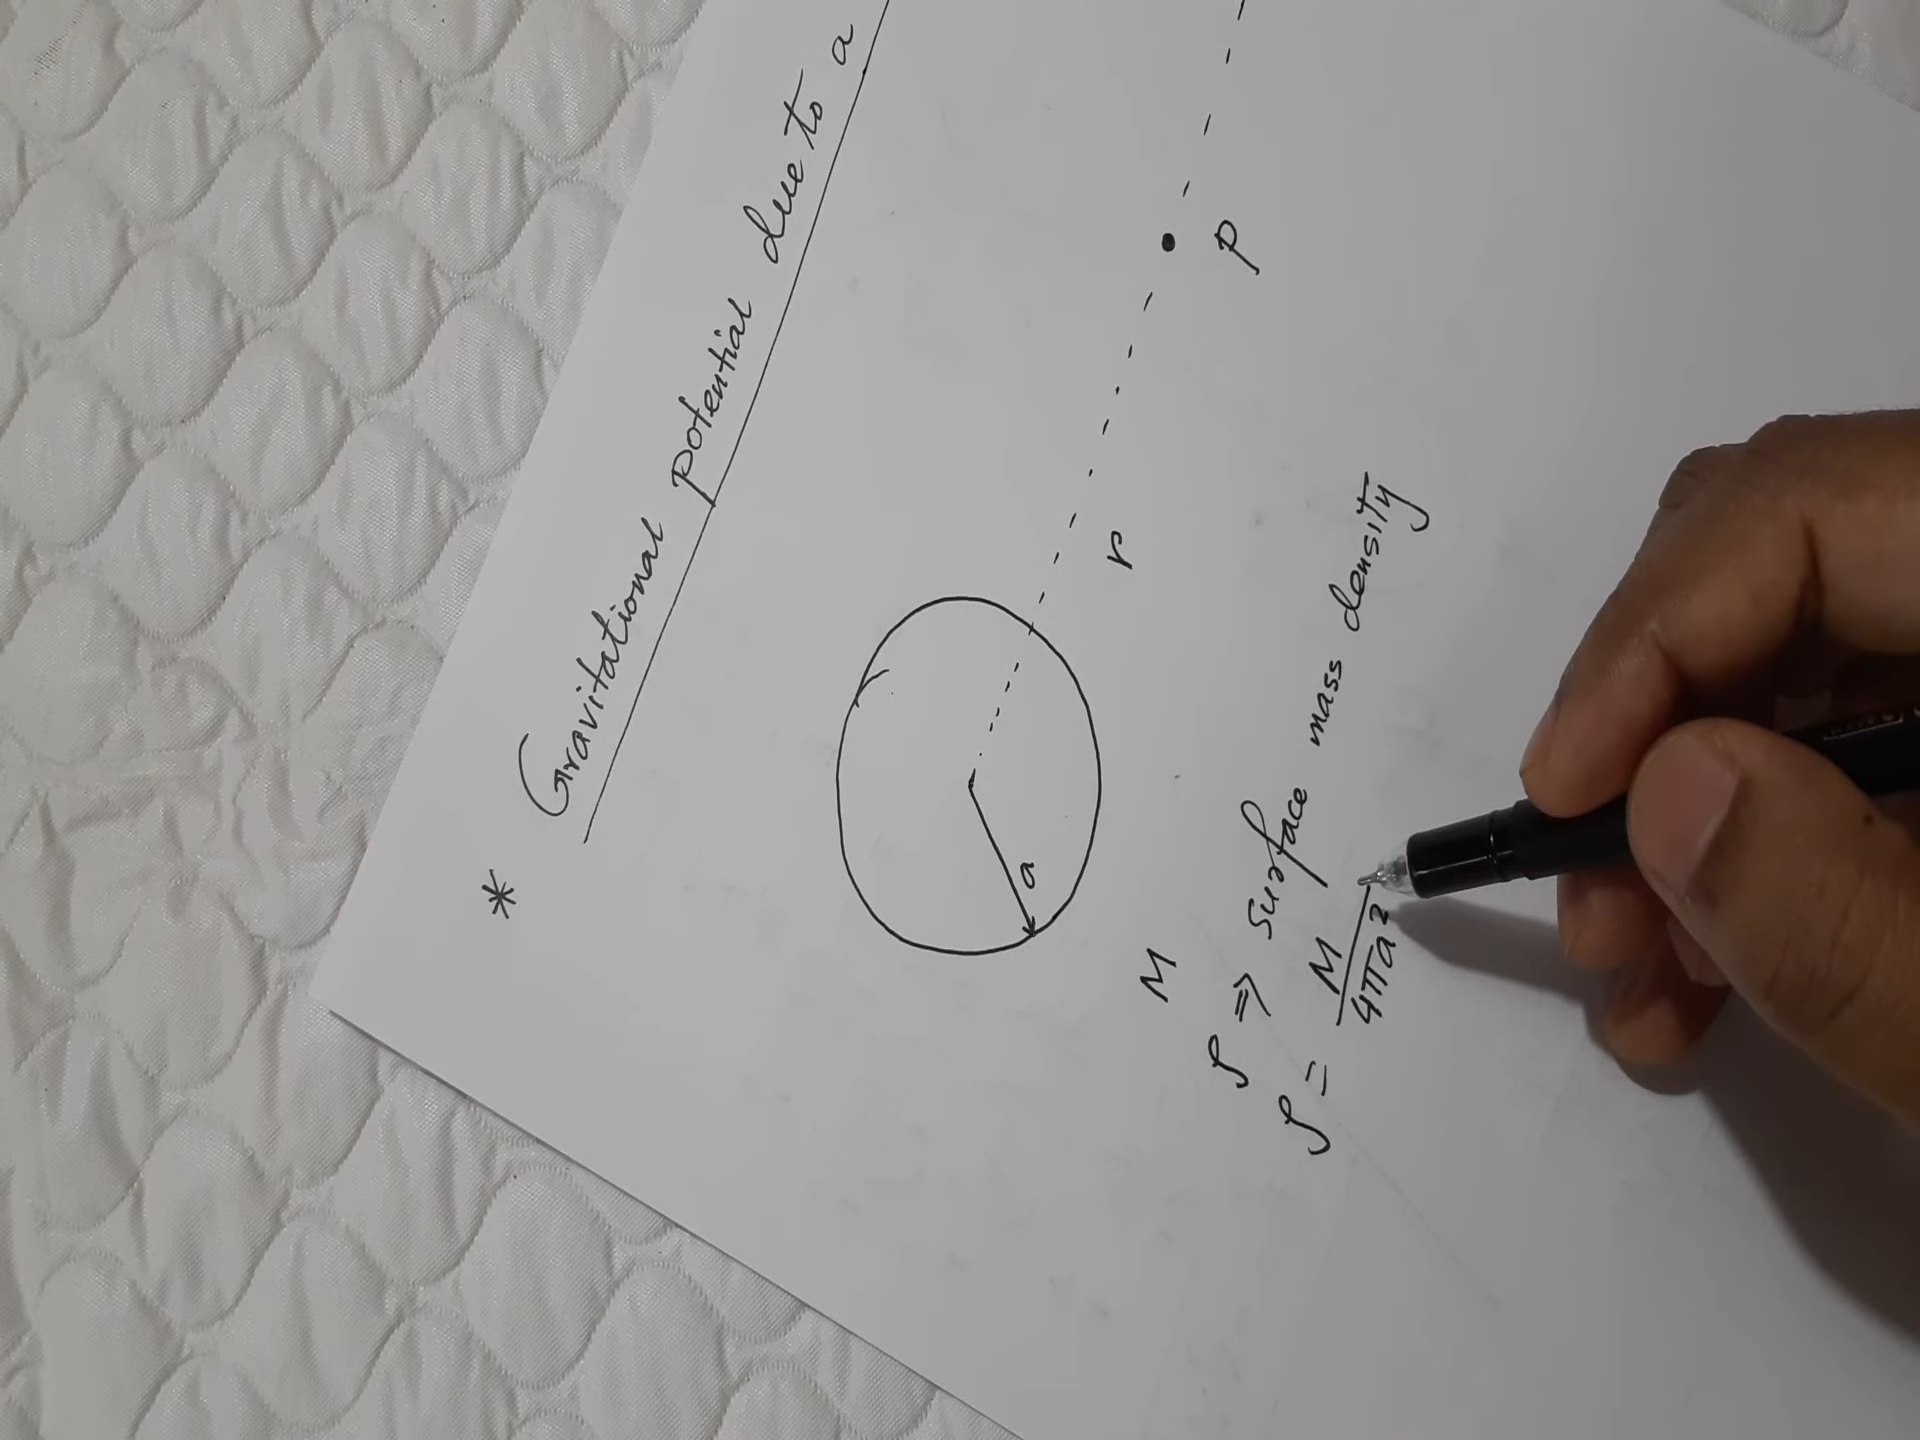 * Gravitational potential due to a
a
r
P
M
ρ ⇒ surface mass density
ρ = M/4πa²